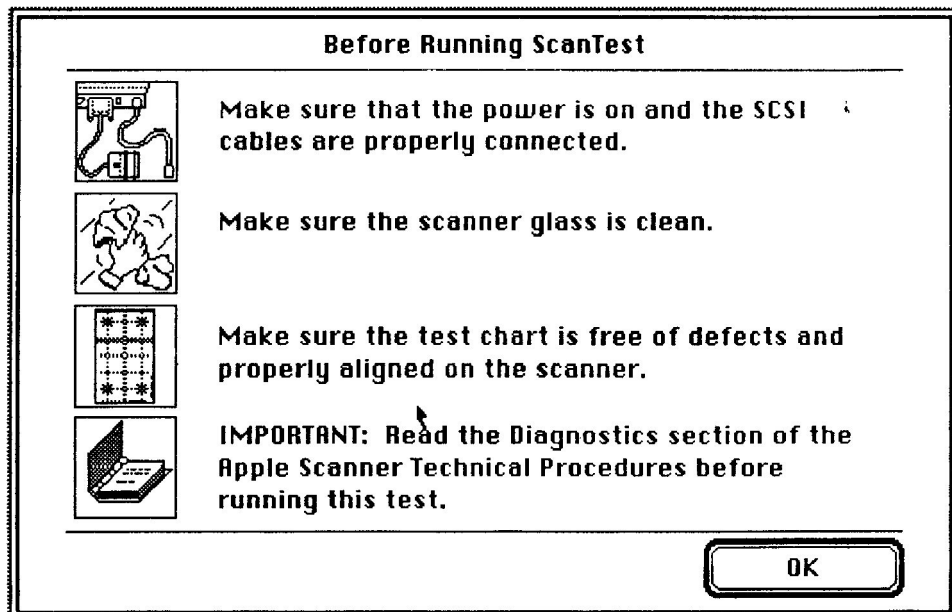 Before Running ScanTest
Make sure that the power is on and the SCSI
cables are properly connected.
Make sure the scanner glass is clean.
Make sure the test chart is free of defects and
properly aligned on the scanner.
IMPORTANT: Read the Diagnostics section of the
Apple Scanner Technical Procedures before
running this test.
OK